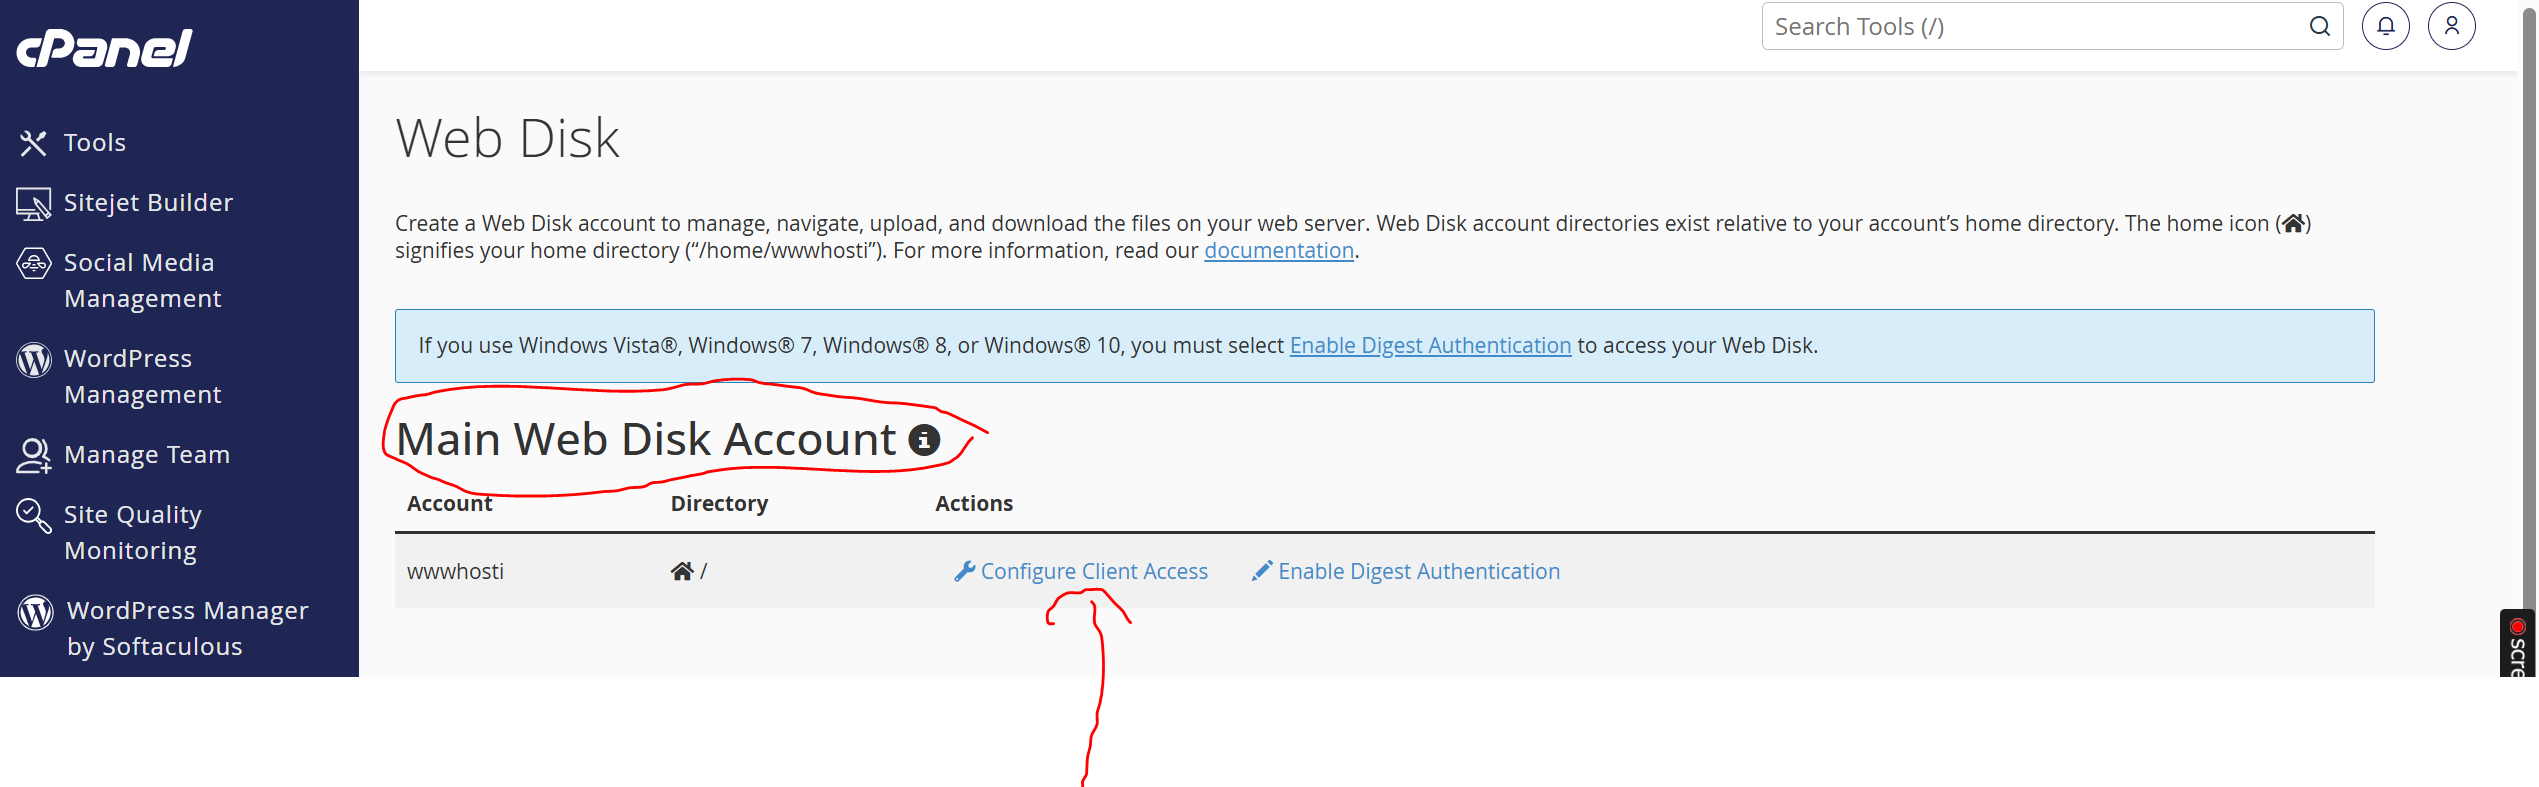 cPanel
Search Tools (/)
Tools
Sitejet Builder
Social Media
Management
WordPress
Management
Manage Team
Site Quality
Monitoring
WordPress Manager
by Softaculous
Web Disk
Create a Web Disk account to manage, navigate, upload, and download the files on your web server. Web Disk account directories exist relative to your account’s home directory. The home icon ( )
signifies your home directory (“/home/wwwhosti”). For more information, read our documentation.
If you use Windows Vista®, Windows® 7, Windows® 8, or Windows® 10, you must select Enable Digest Authentication to access your Web Disk.
Main Web Disk Account
Account Directory Actions
wwwhosti / Configure Client Access Enable Digest Authentication
scre